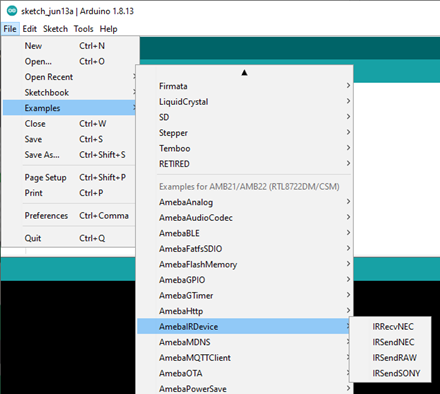 sketch_jun13a | Arduino 1.8.13
File Edit Sketch Tools Help
New Ctrl+N
Open... Ctrl+O
Open Recent
Sketchbook
Examples
Close Ctrl+W
Save Ctrl+S
Save As... Ctrl+Shift+S
Page Setup Ctrl+Shift+P
Print Ctrl+P
Preferences Ctrl+Comma
Quit Ctrl+Q
Firmata
LiquidCrystal
SD
Stepper
Temboo
RETIRED
Examples for AMB21/AMB22 (RTL8722DM/CSM)
AmebaAnalog
AmebaAudioCodec
AmebaBLE
AmebaFatfsSDIO
AmebaFlashMemory
AmebaGPIO
AmebaGTimer
AmebaHttp
AmebaIRDevice
AmebaMDNS
AmebaMQTTClient
AmebaOTA
AmebaPowerSave
IRRecvNEC
IRSendNEC
IRSendRAW
IRSendSONY